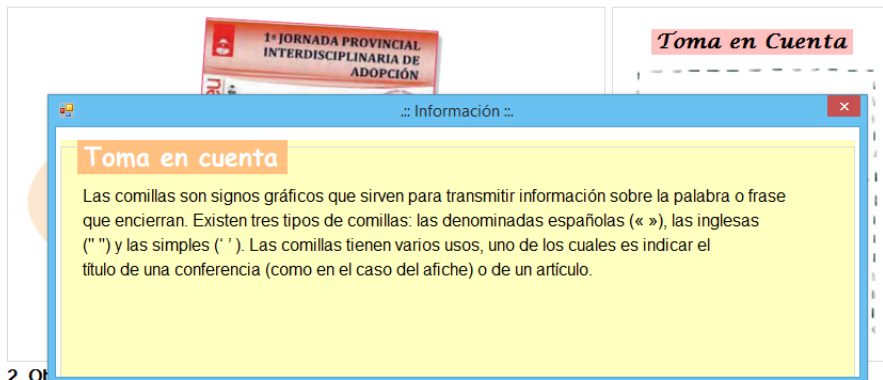 1ª JORNADA PROVINCIAL
INTERDISCIPLINARIA DE
ADOPCIÓN
Toma en Cuenta
.:: Información ::.
Toma en cuenta
Las comillas son signos gráficos que sirven para transmitir información sobre la palabra o frase
que encierran. Existen tres tipos de comillas: las denominadas españolas (« »), las inglesas
(" ") y las simples (‘ ’ ). Las comillas tienen varios usos, uno de los cuales es indicar el
título de una conferencia (como en el caso del afiche) o de un artículo.
2. Ob